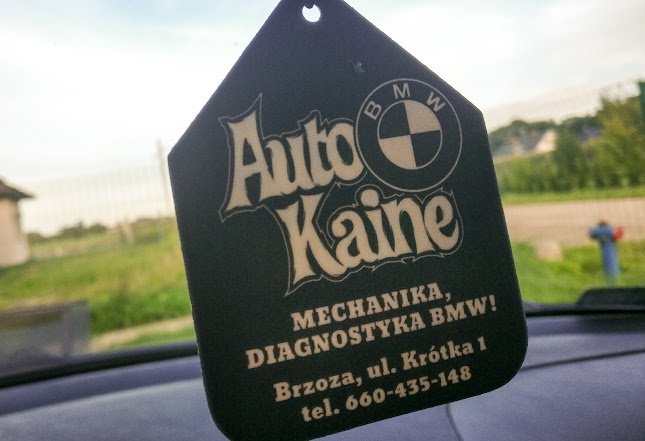 BMW
Auto
Kaine
MECHANIKA,
DIAGNOSTYKA BMW!
Brzoza, ul. Krótka 1
tel. 660-435-148